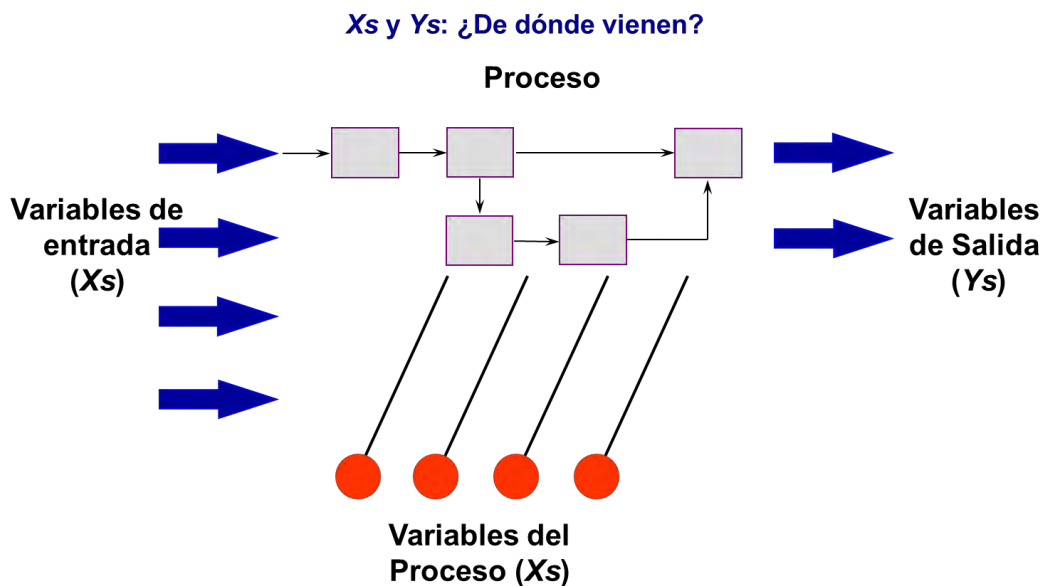 Xs y Ys: ¿De dónde vienen?
Proceso
Variables de
entrada
(Xs)
Variables
de Salida
(Ys)
Variables del
Proceso (Xs)